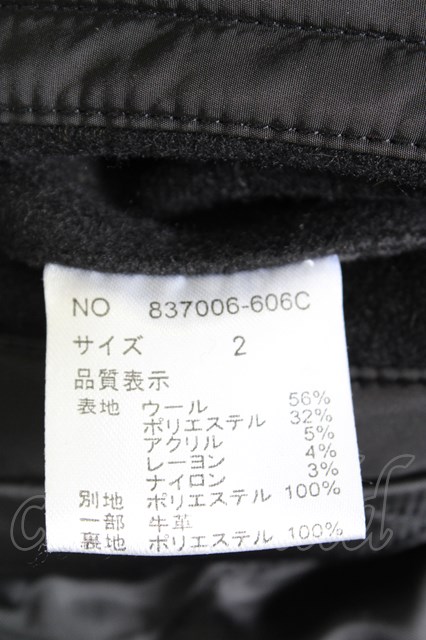 NO 837006-606C
サイズ 2
品質表示
表地 ウール 56%
ポリエステル 32%
アクリル 5%
レーヨン 4%
ナイロン 3%
別地 ポリエステル 100%
一部 牛革
裏地 ポリエステル 100%